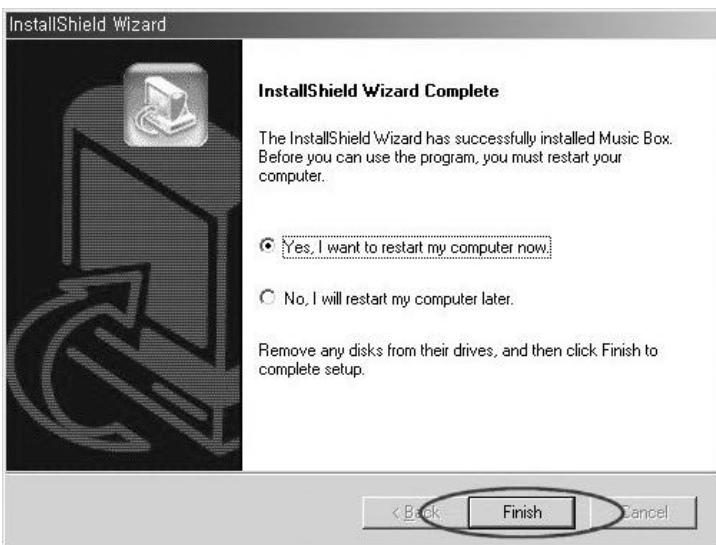 InstallShield Wizard
InstallShield Wizard Complete
The InstallShield Wizard has successfully installed Music Box.
Before you can use the program, you must restart your
computer.
Yes, I want to restart my computer now.
No, I will restart my computer later.
Remove any disks from their drives, and then click Finish to
complete setup.
< Back Finish Cancel